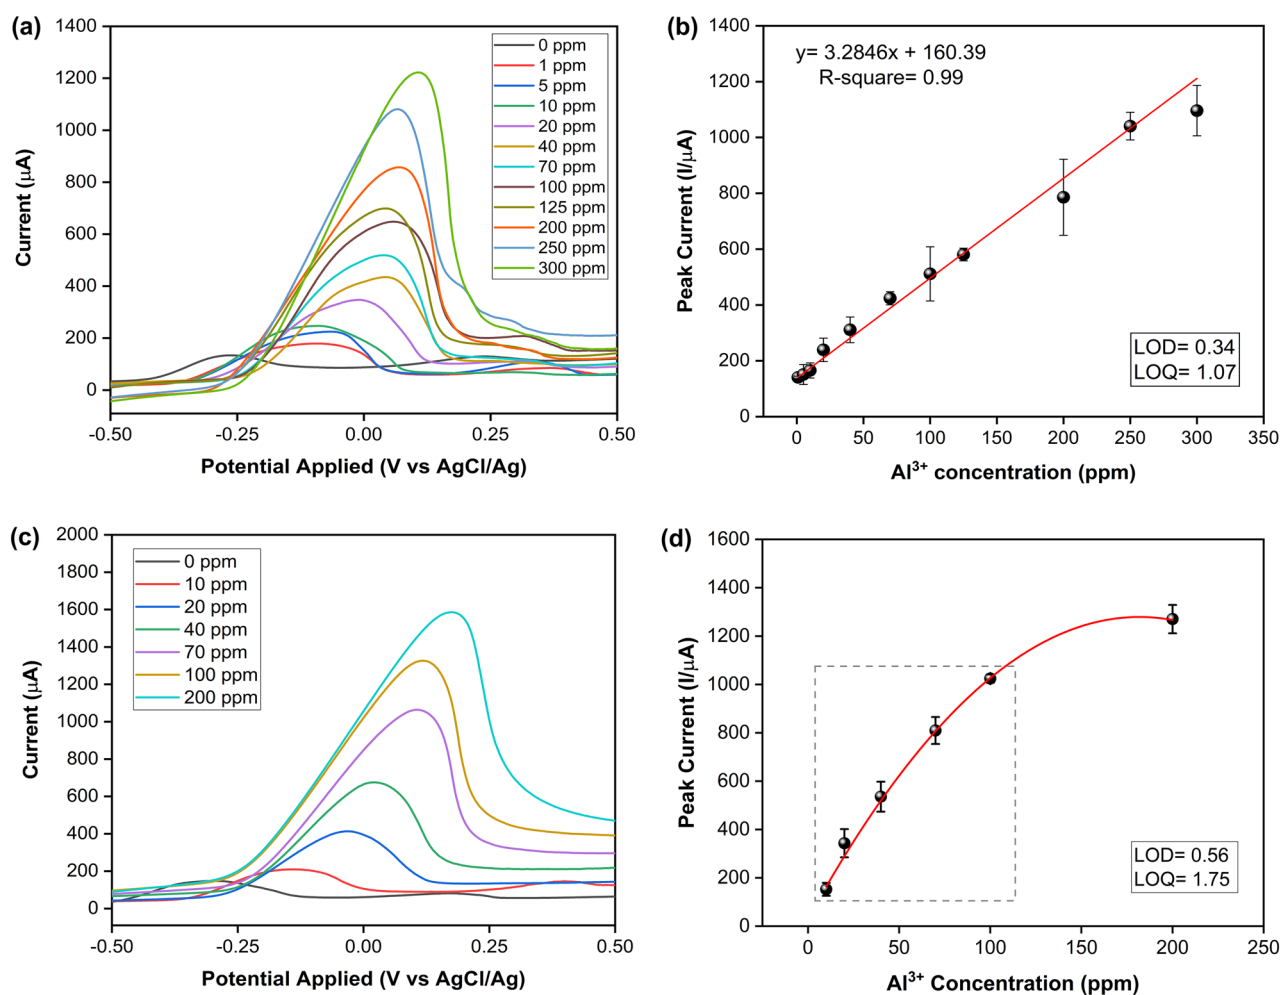 (a)
1400
1200
1000
800
600
400
200
0
Current (μA)
-0.50
-0.25
0.00
0.25
0.50
Potential Applied (V vs AgCl/Ag)
0 ppm
1 ppm
5 ppm
10 ppm
20 ppm
40 ppm
70 ppm
100 ppm
125 ppm
200 ppm
250 ppm
300 ppm
(b)
1400
1200
1000
800
600
400
200
0
Peak Current (I/μA)
y= 3.2846x + 160.39
R-square= 0.99
LOD= 0.34
LOQ= 1.07
0
50
100
150
200
250
300
350
Al³⁺ concentration (ppm)
(c)
2000
1800
1600
1400
1200
1000
800
600
400
200
0
Current (μA)
0 ppm
10 ppm
20 ppm
40 ppm
70 ppm
100 ppm
200 ppm
-0.50
-0.25
0.00
0.25
0.50
Potential Applied (V vs AgCl/Ag)
(d)
1600
1400
1200
1000
800
600
400
200
0
Peak Current (I/μA)
LOD= 0.56
LOQ= 1.75
0
50
100
150
200
250
Al³⁺ Concentration (ppm)